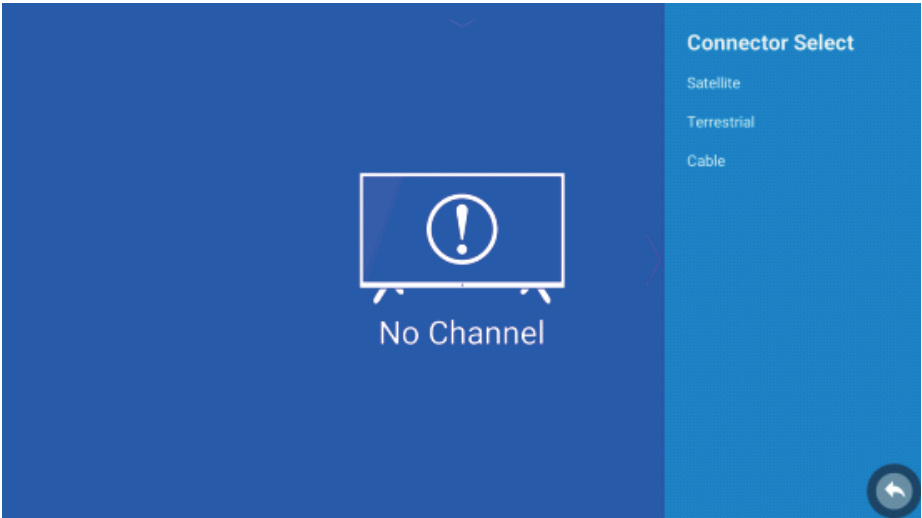 Connector Select
Satellite
Terrestrial
Cable
No Channel